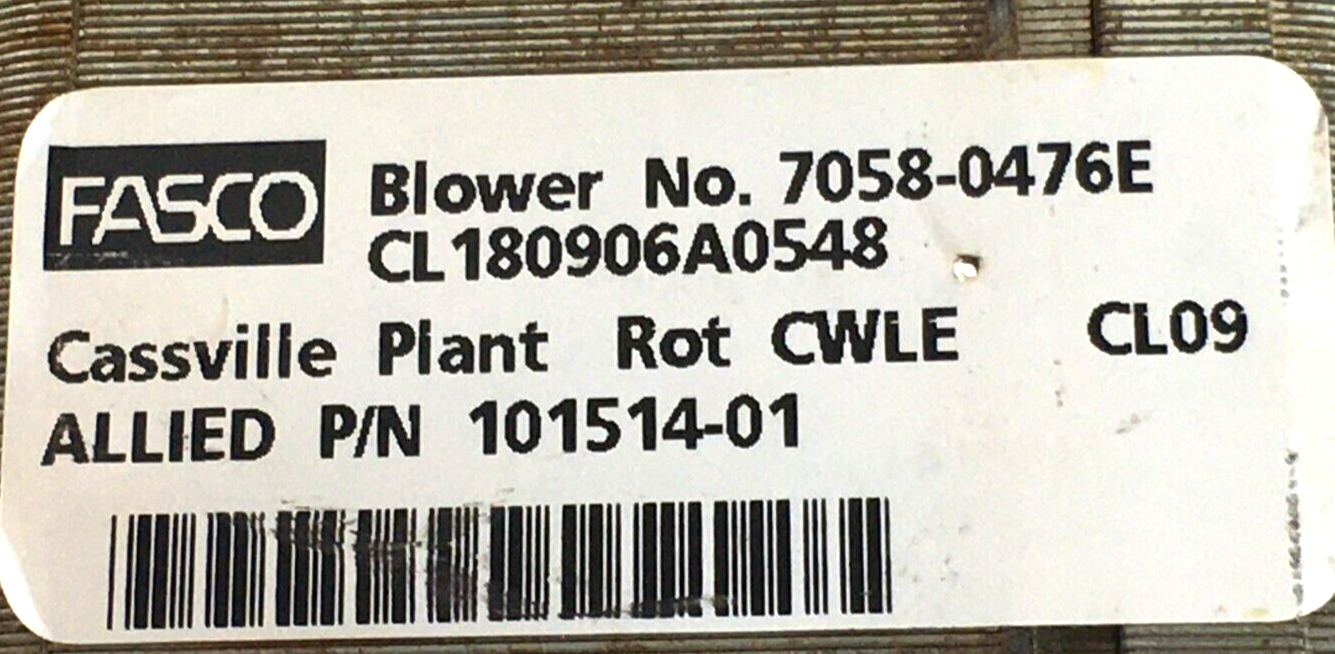 FASCO Blower No. 7058-0476E
CL180906A0548
Cassville Plant Rot CWLE CL09
ALLIED P/N 101514-01